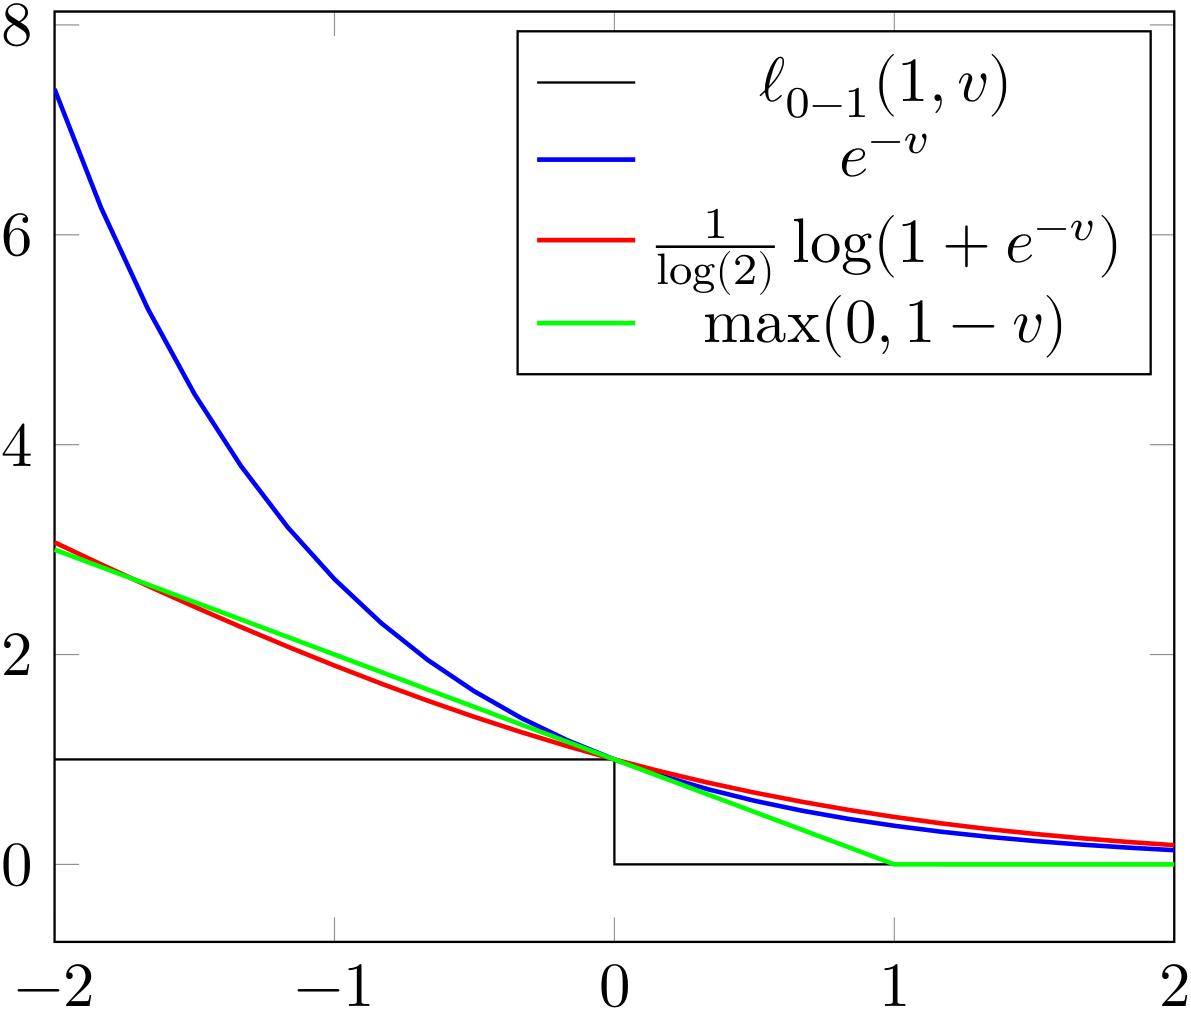 8
6
4
2
0
−2 −1 0 1 2
ℓ₀₋₁(1, v)
e⁻ᵛ
1/log(2) log(1 + e⁻ᵛ)
max(0, 1 − v)